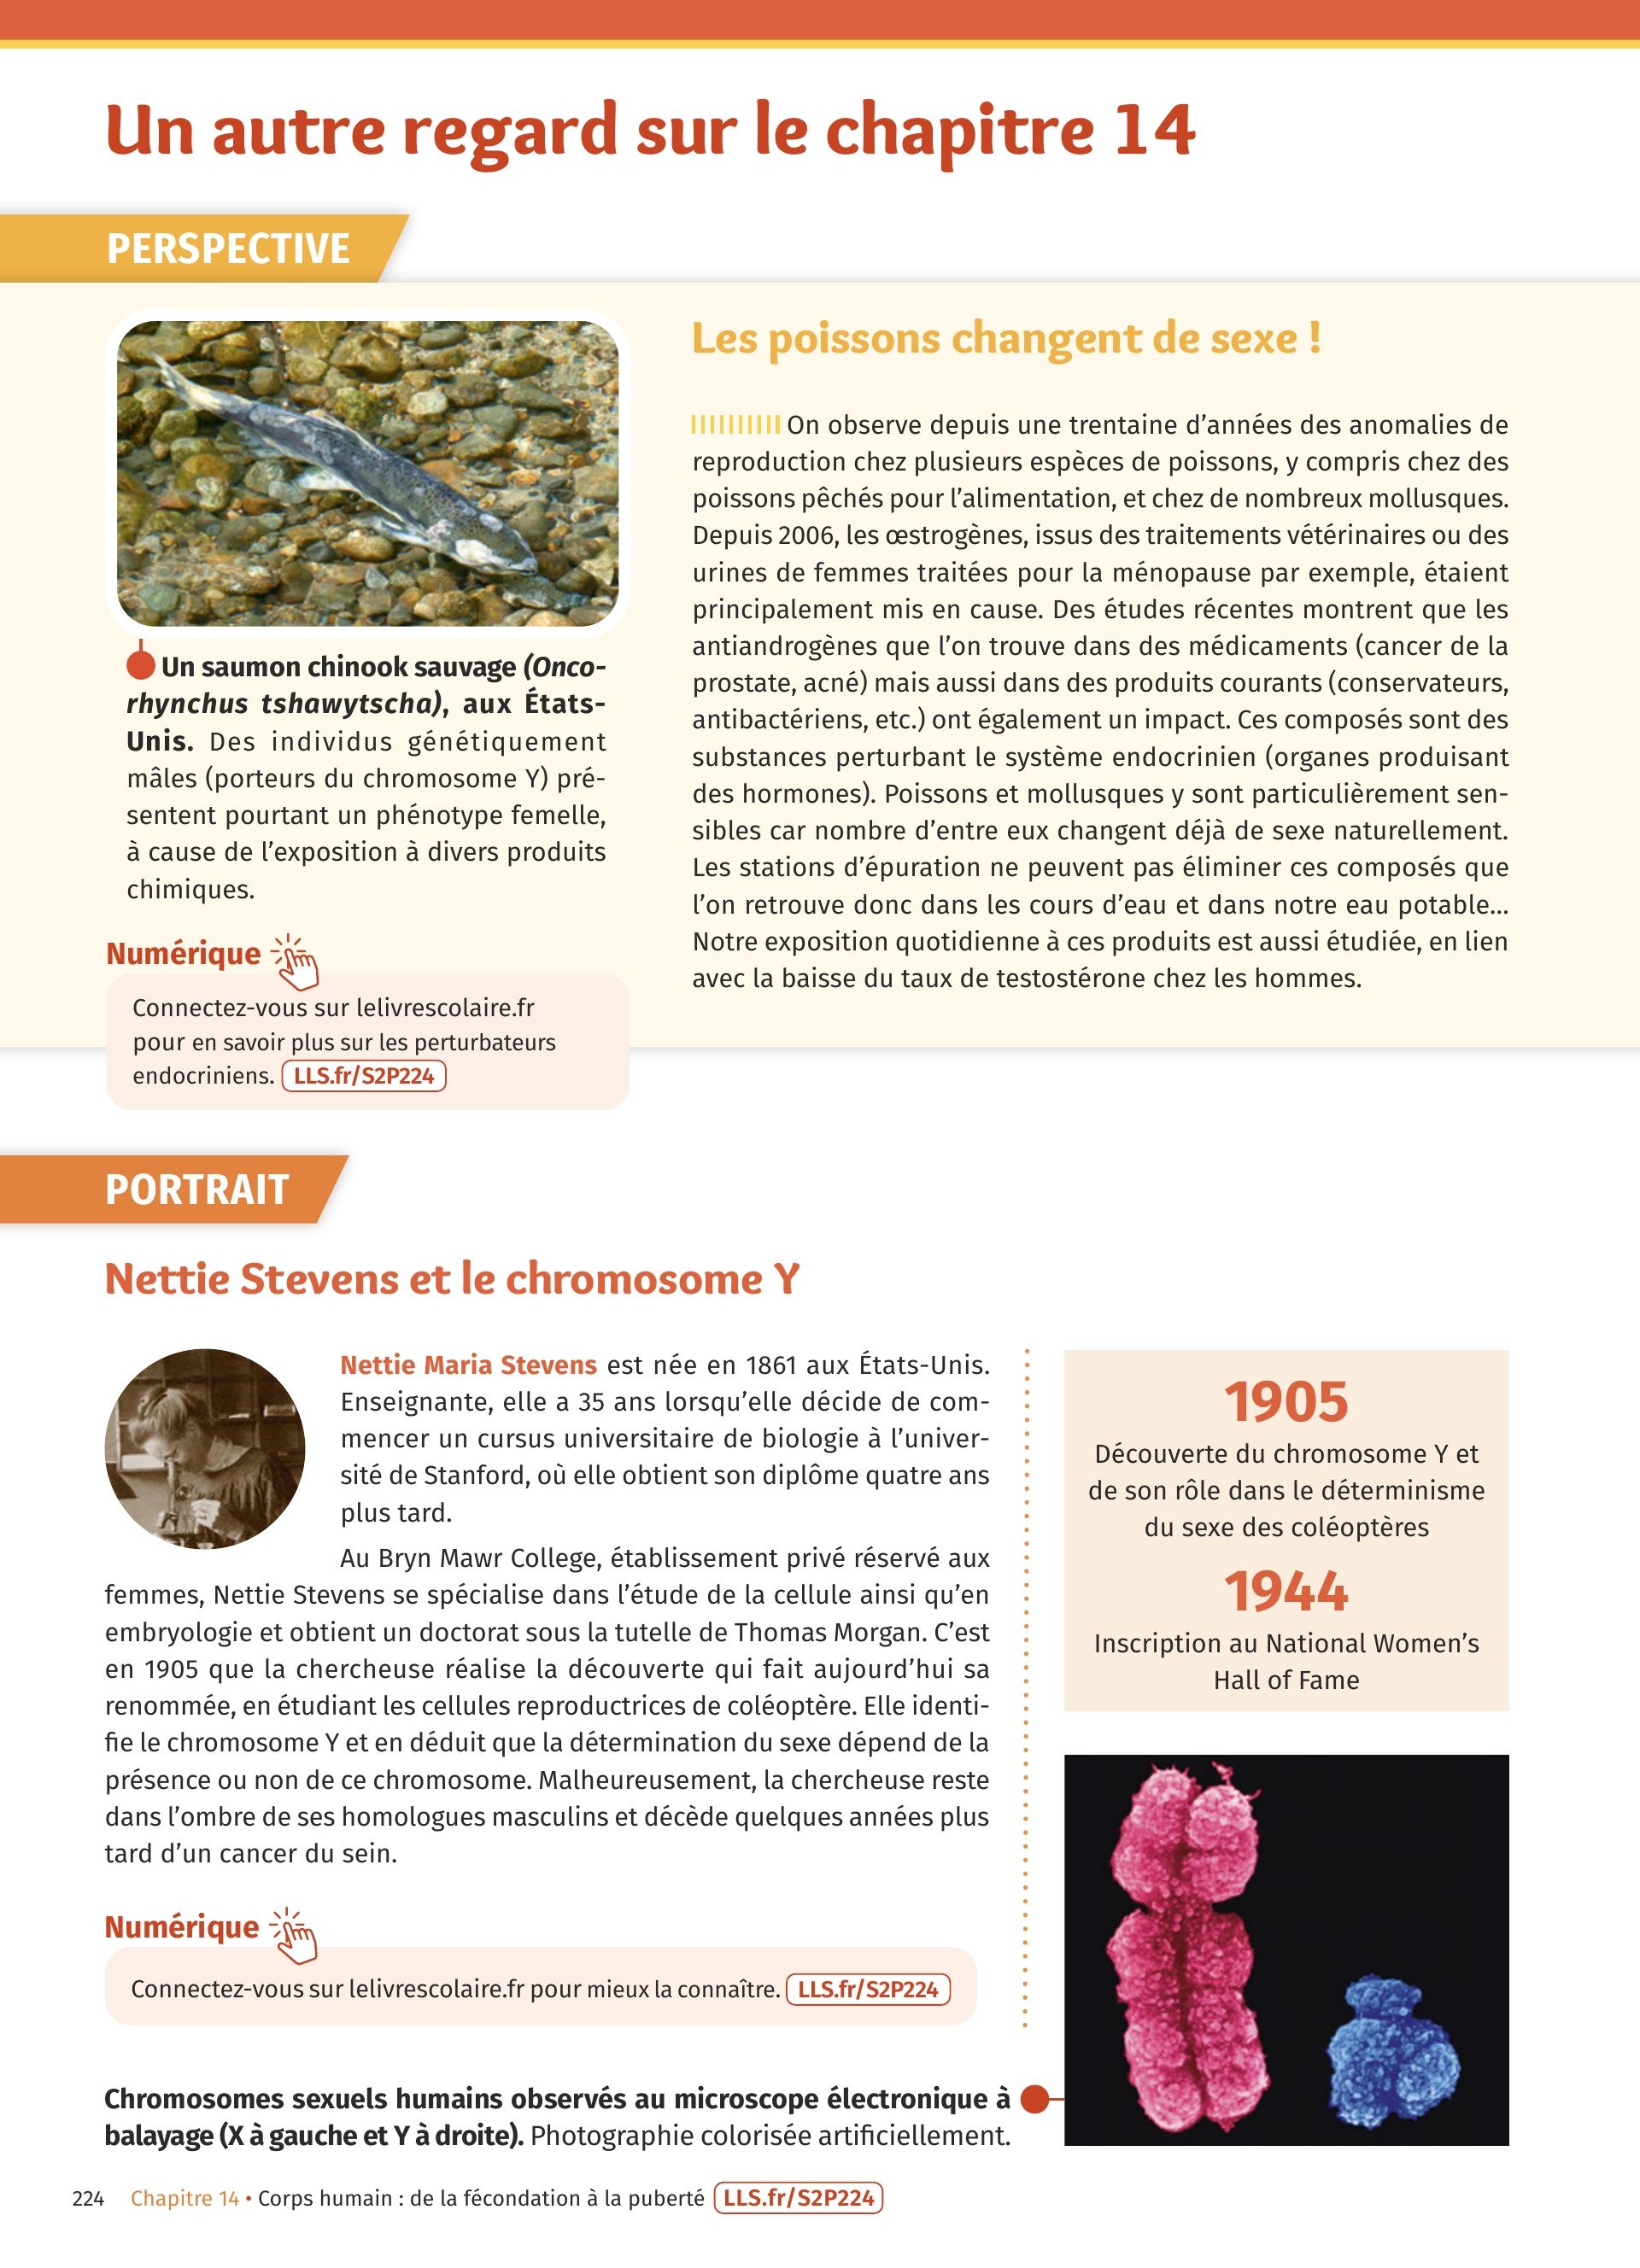 Un autre regard sur le chapitre 14
PERSPECTIVE
Un saumon chinook sauvage (Onco-
rhynchus tshawytscha), aux États-
Unis. Des individus génétiquement
mâles (porteurs du chromosome Y) pré-
sentent pourtant un phénotype femelle,
à cause de l'exposition à divers produits
chimiques.
Numérique
Connectez-vous sur lelivrescolaire.fr
pour en savoir plus sur les perturbateurs
endocriniens. LLS.fr/S2P224
Les poissons changent de sexe !
On observe depuis une trentaine d'années des anomalies de
reproduction chez plusieurs espèces de poissons, y compris chez des
poissons pêchés pour l'alimentation, et chez de nombreux mollusques.
Depuis 2006, les œstrogènes, issus des traitements vétérinaires ou des
urines de femmes traitées pour la ménopause par exemple, étaient
principalement mis en cause. Des études récentes montrent que les
antiandrogènes que l'on trouve dans des médicaments (cancer de la
prostate, acné) mais aussi dans des produits courants (conservateurs,
antibactériens, etc.) ont également un impact. Ces composés sont des
substances perturbant le système endocrinien (organes produisant
des hormones). Poissons et mollusques y sont particulièrement sen-
sibles car nombre d'entre eux changent déjà de sexe naturellement.
Les stations d'épuration ne peuvent pas éliminer ces composés que
l'on retrouve donc dans les cours d'eau et dans notre eau potable...
Notre exposition quotidienne à ces produits est aussi étudiée, en lien
avec la baisse du taux de testostérone chez les hommes.
PORTRAIT
Nettie Stevens et le chromosome Y
Nettie Maria Stevens est née en 1861 aux États-Unis.
Enseignante, elle a 35 ans lorsqu'elle décide de com-
mencer un cursus universitaire de biologie à l'univer-
sité de Stanford, où elle obtient son diplôme quatre ans
plus tard.
Au Bryn Mawr College, établissement privé réservé aux
femmes, Nettie Stevens se spécialise dans l'étude de la cellule ainsi qu'en
embryologie et obtient un doctorat sous la tutelle de Thomas Morgan. C'est
en 1905 que la chercheuse réalise la découverte qui fait aujourd'hui sa
renommée, en étudiant les cellules reproductrices de coléoptère. Elle identi-
fie le chromosome Y et en déduit que la détermination du sexe dépend de la
présence ou non de ce chromosome. Malheureusement, la chercheuse reste
dans l'ombre de ses homologues masculins et décède quelques années plus
tard d'un cancer du sein.
Numérique
Connectez-vous sur lelivrescolaire.fr pour mieux la connaître. LLS.fr/S2P224
1905
Découverte du chromosome Y et
de son rôle dans le déterminisme
du sexe des coléoptères
1944
Inscription au National Women's
Hall of Fame
Chromosomes sexuels humains observés au microscope électronique à
balayage (X à gauche et Y à droite). Photographie colorisée artificiellement.
224 Chapitre 14 • Corps humain : de la fécondation à la puberté LLS.fr/S2P224